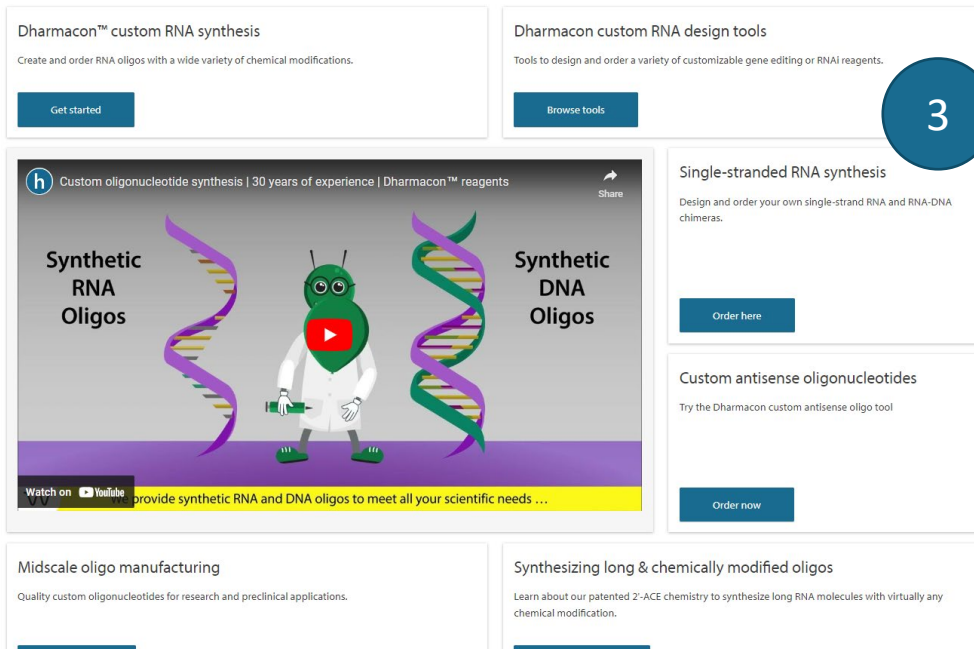 Dharmacon™ custom RNA synthesis
Create and order RNA oligos with a wide variety of chemical modifications.
Get started
Dharmacon custom RNA design tools
Tools to design and order a variety of customizable gene editing or RNAi reagents.
Browse tools
3
h
Custom oligonucleotide synthesis | 30 years of experience | Dharmacon™ reagents
Share
Synthetic
RNA
Oligos
Synthetic
DNA
Oligos
Watch on YouTube
provide synthetic RNA and DNA oligos to meet all your scientific needs …
Single-stranded RNA synthesis
Design and order your own single-strand RNA and RNA-DNA
chimeras.
Order here
Custom antisense oligonucleotides
Try the Dharmacon custom antisense oligo tool
Order now
Midscale oligo manufacturing
Quality custom oligonucleotides for research and preclinical applications.
Synthesizing long & chemically modified oligos
Learn about our patented 2'-ACE chemistry to synthesize long RNA molecules with virtually any
chemical modification.